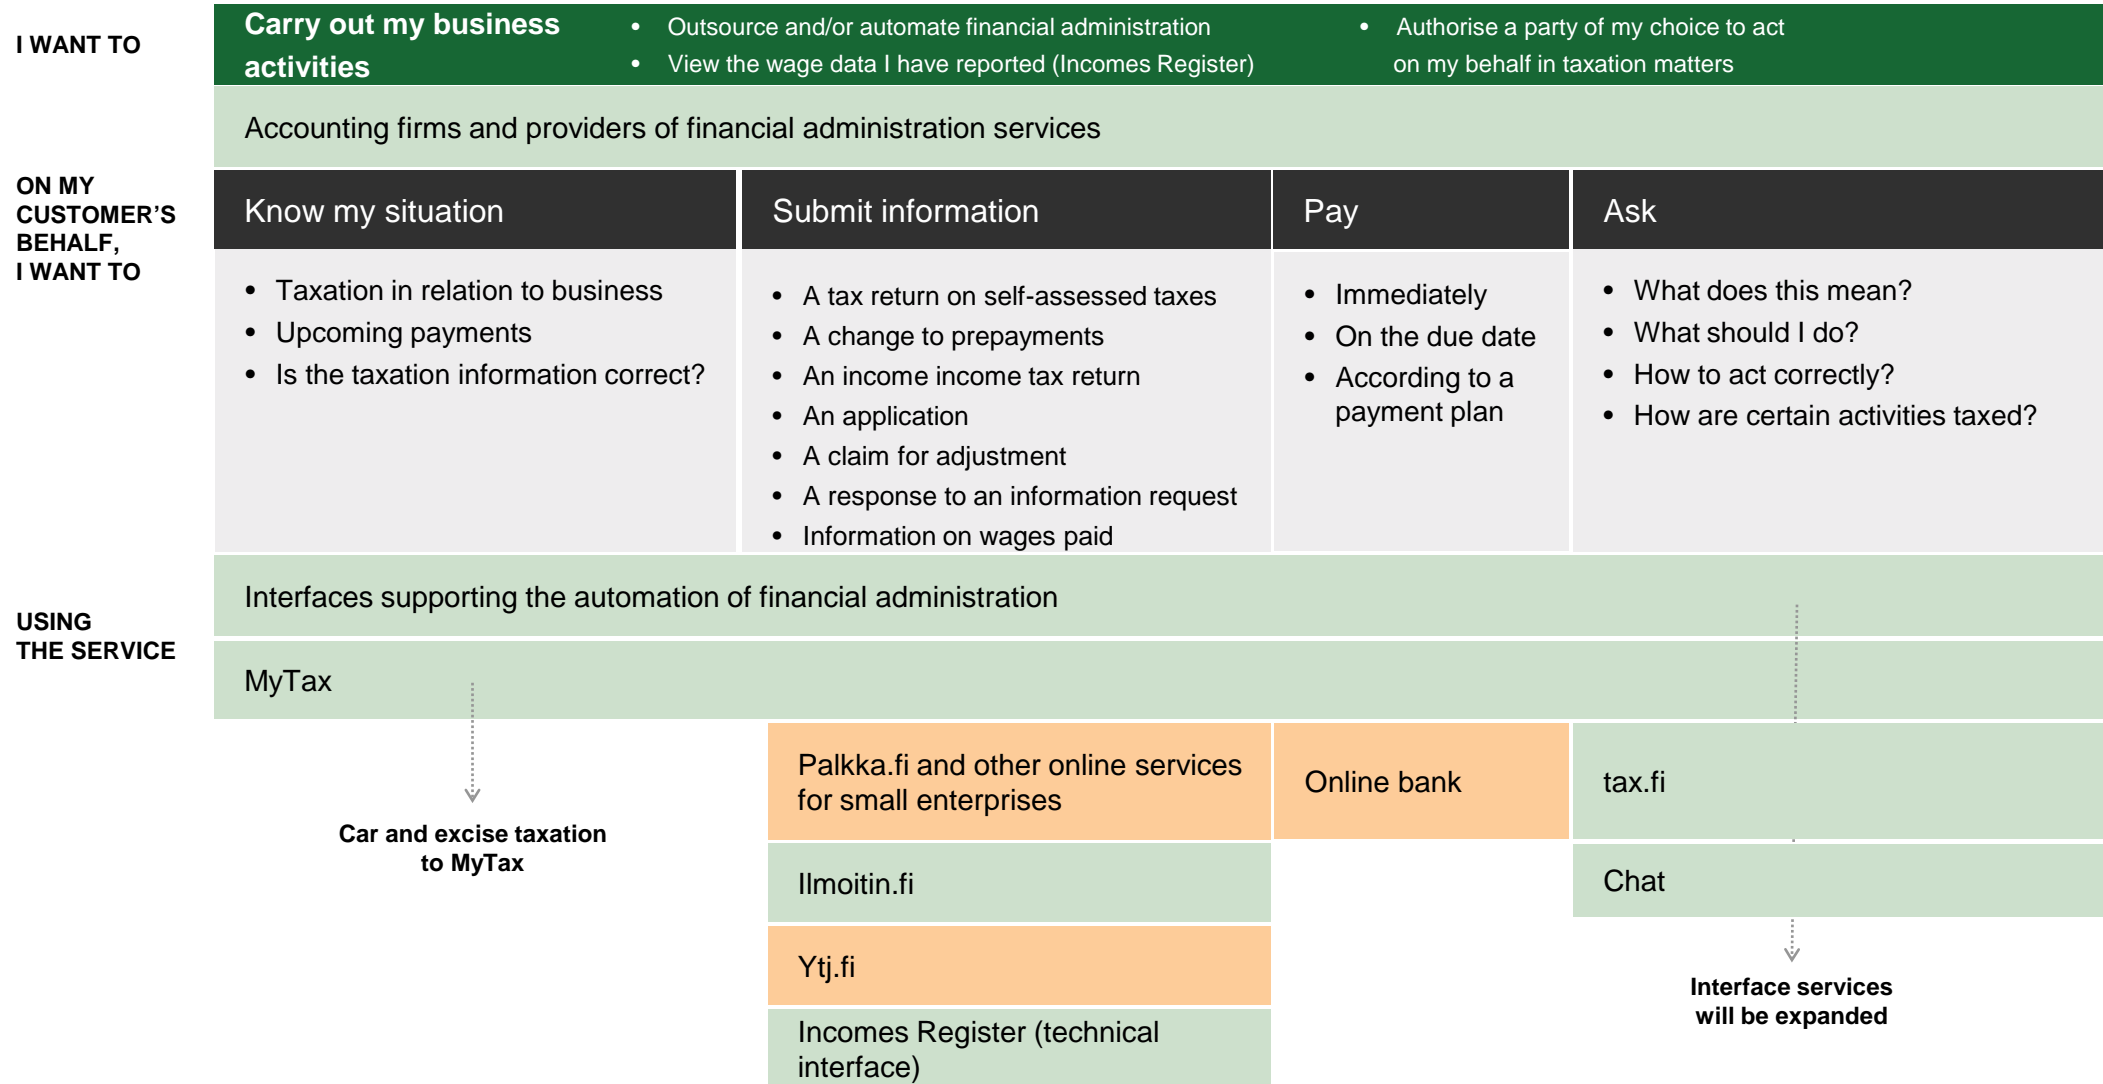 I WANT TO
Carry out my business
activities
• Outsource and/or automate financial administration
• View the wage data I have reported (Incomes Register)
• Authorise a party of my choice to act
on my behalf in taxation matters
Accounting firms and providers of financial administration services
ON MY
CUSTOMER’S
BEHALF,
I WANT TO
Know my situation
• Taxation in relation to business
• Upcoming payments
• Is the taxation information correct?
Submit information
• A tax return on self-assessed taxes
• A change to prepayments
• An income income tax return
• An application
• A claim for adjustment
• A response to an information request
• Information on wages paid
Pay
• Immediately
• On the due date
• According to a
payment plan
Ask
• What does this mean?
• What should I do?
• How to act correctly?
• How are certain activities taxed?
USING
THE SERVICE
Interfaces supporting the automation of financial administration
MyTax
Car and excise taxation
to MyTax
Palkka.fi and other online services
for small enterprises
Ilmoitin.fi
Ytj.fi
Incomes Register (technical
interface)
Online bank
tax.fi
Chat
Interface services
will be expanded